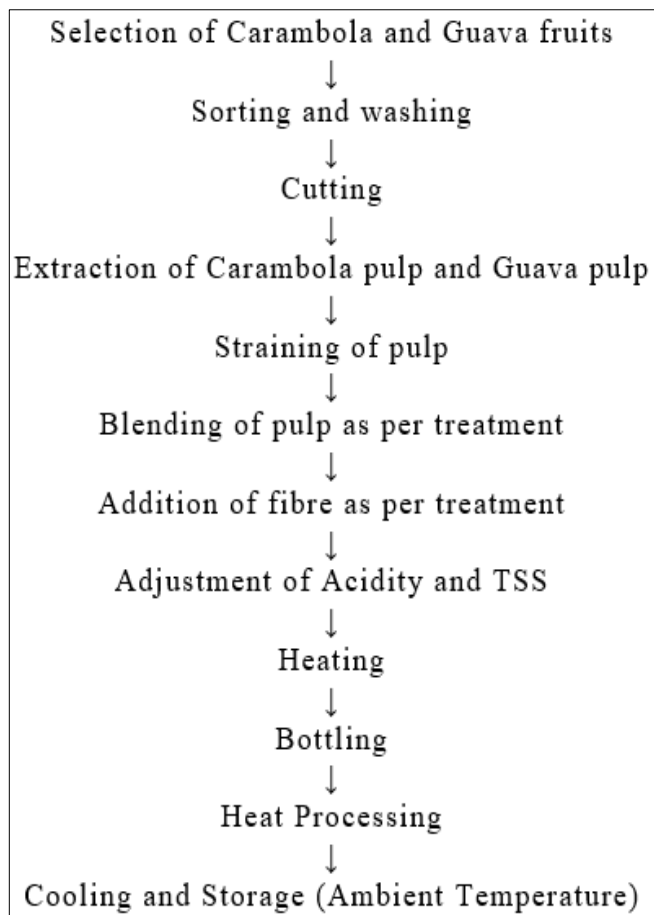 Selection of Carambola and Guava fruits
↓
Sorting and washing
↓
Cutting
↓
Extraction of Carambola pulp and Guava pulp
↓
Straining of pulp
↓
Blending of pulp as per treatment
↓
Addition of fibre as per treatment
↓
Adjustment of Acidity and TSS
↓
Heating
↓
Bottling
↓
Heat Processing
↓
Cooling and Storage (Ambient Temperature)